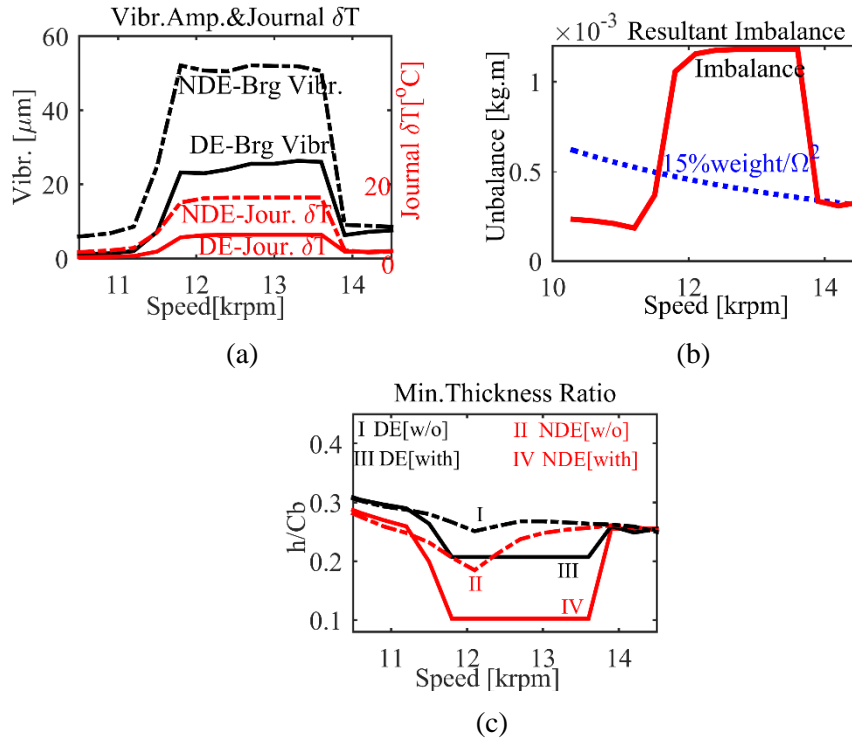 Vibr.Amp.&Journal δT
60
40
20
0
Vibr. [μm]
NDE-Brg Vibr.
DE-Brg Vibr.
NDE-Jour. δT
DE-Jour. δT
20
0
Journal δT[°C]
11 12 13 14
Speed[krpm]
(a)
×10⁻³ Resultant Imbalance
1
0.5
0
Unbalance [kg.m]
Imbalance
15%weight/Ω²
10 12 14
Speed [krpm]
(b)
Min.Thickness Ratio
I DE[w/o] II NDE[w/o]
III DE[with] IV NDE[with]
0.4
0.3
0.2
0.1
h/Cb
I
II
III
IV
11 12 13 14
Speed [krpm]
(c)